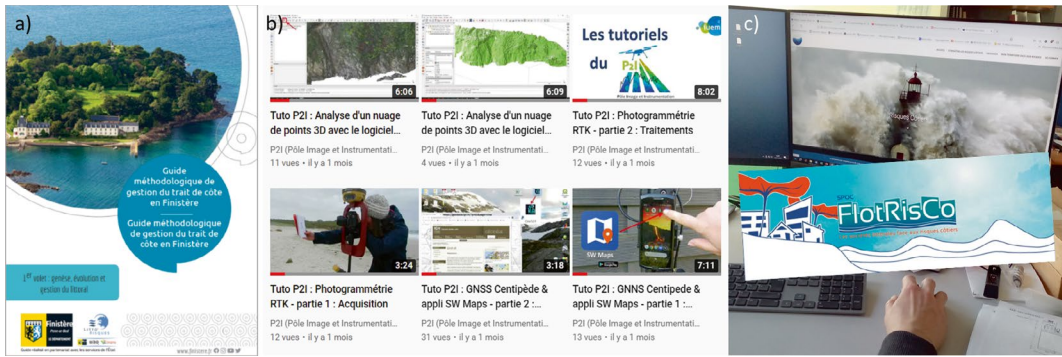 a)
Guide
méthodologique de
gestion du trait de côte
en Finistère
Guide méthodologique
de gestion du trait de
côte en Finistère
1er volet : genèse, évolution et
gestion du littoral
Finistère
LE DÉPARTEMENT
RISQUES
www.finistere.fr
b)
6:06
Tuto P2I : Analyse d'un nuage
de points 3D avec le logiciel...
P2I (Pôle Image et Instrumentati...
11 vues • il y a 1 mois
6:09
Tuto P2I : Analyse d'un nuage
de points 3D avec le logiciel...
P2I (Pôle Image et Instrumentati...
4 vues • il y a 1 mois
Les tutoriels
du P2I
Pôle Image et Instrumentation
8:02
Tuto P2I : Photogrammétrie
RTK - partie 2 : Traitements
P2I (Pôle Image et Instrumentati...
12 vues • il y a 1 mois
3:24
Tuto P2I : Photogrammétrie
RTK - partie 1 : Acquisition
P2I (Pôle Image et Instrumentati...
12 vues • il y a 1 mois
3:18
Tuto P2I : GNSS Centipède &
appli SW Maps - partie 2 :...
P2I (Pôle Image et Instrumentati...
31 vues • il y a 1 mois
SW Maps
7:11
Tuto P2I : GNNS Centipede &
appli SW Maps - partie 1 :...
P2I (Pôle Image et Instrumentati...
13 vues • il y a 1 mois
c)
SPOC
FlotRisCo